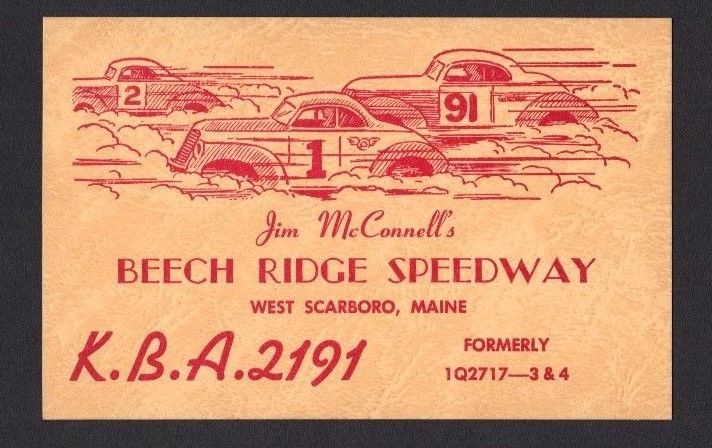 2
91
1
Jim McConnell's
BEECH RIDGE SPEEDWAY
WEST SCARBORO, MAINE
K.B.A.2191
FORMERLY
1Q2717—3 & 4